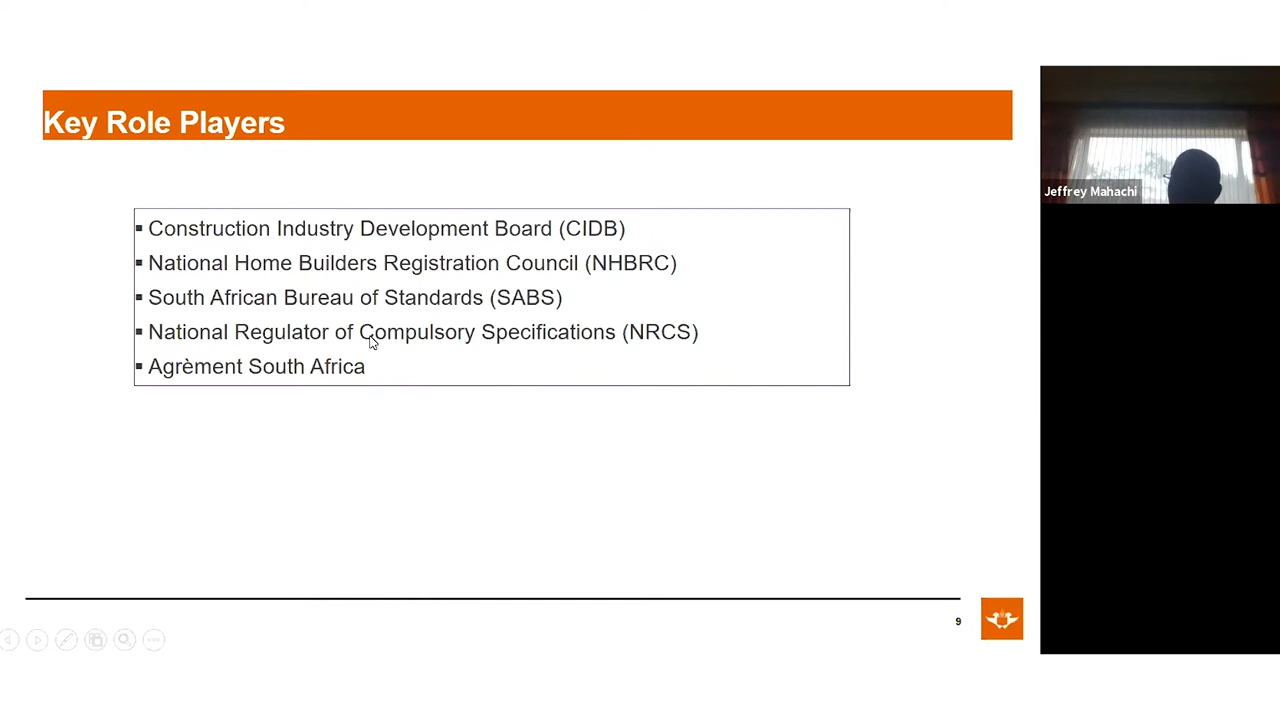 Key Role Players
Jeffrey Mahachi
▪ Construction Industry Development Board (CIDB)
▪ National Home Builders Registration Council (NHBRC)
▪ South African Bureau of Standards (SABS)
▪ National Regulator of Compulsory Specifications (NRCS)
▪ Agrèment South Africa
9